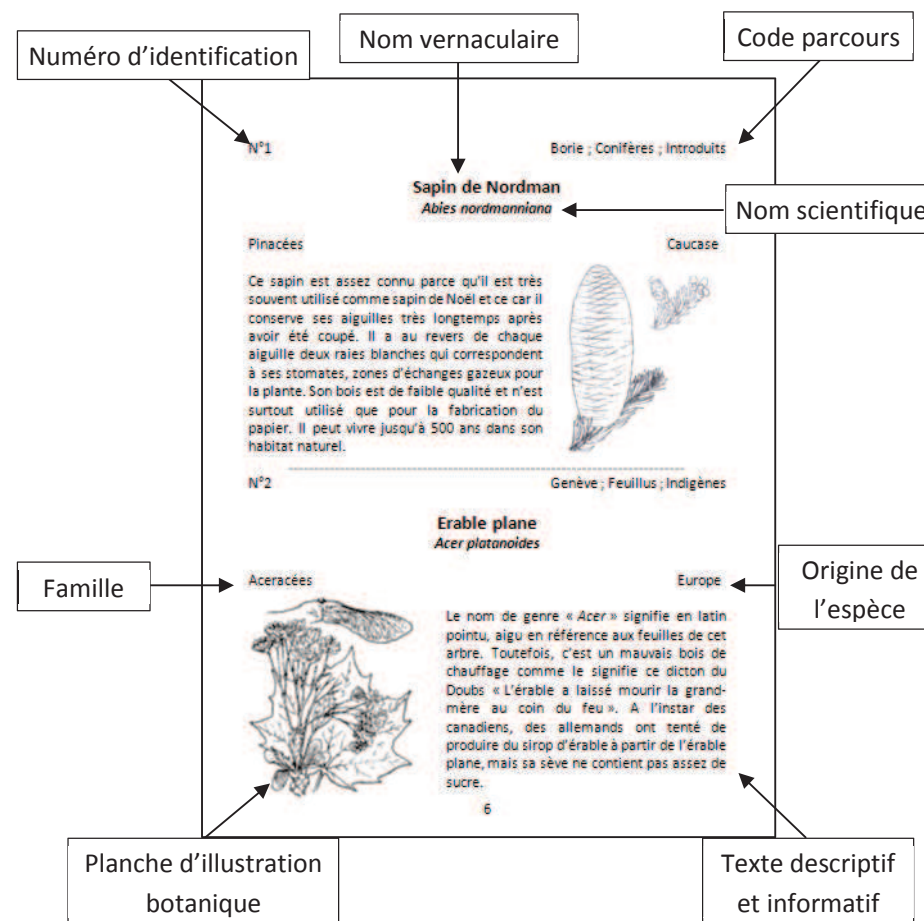 Numéro d'identification
Nom vernaculaire
Code parcours
N°1
Borie ; Conifères ; Introduits
Sapin de Nordman
Abies nordmanniana
Nom scientifique
Pinacées
Caucase
Ce sapin est assez connu parce qu'il est très
souvent utilisé comme sapin de Noël et ce car il
conserve ses aiguilles très longtemps après
avoir été coupé. Il a au revers de chaque
aiguille deux raies blanches qui correspondent
à ses stomates, zones d'échanges gazeux pour
la plante. Son bois est de faible qualité et n'est
surtout utilisé que pour la fabrication du
papier. Il peut vivre jusqu'à 500 ans dans son
habitat naturel.
N°2
Genève ; Feuillus ; Indigènes
Erable plane
Acer platanoides
Famille
Aceracées
Europe
Origine de
l'espèce
Le nom de genre « Acer » signifie en latin
pointu, aigu en référence aux feuilles de cet
arbre. Toutefois, c'est un mauvais bois de
chauffage comme le signifie ce dicton du
Doubs « L'érable a laissé mourir la grand-
mère au coin du feu ». A l'instar des
canadiens, des allemands ont tenté de
produire du sirop d'érable à partir de l'érable
plane, mais sa sève ne contient pas assez de
sucre.
6
Planche d'illustration
botanique
Texte descriptif
et informatif